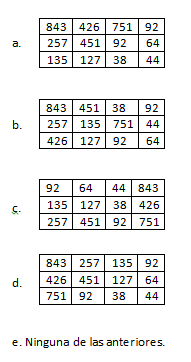 843 426 751 92
a. 257 451 92 64
135 127 38 44
843 451 38 92
b. 257 135 751 44
426 127 92 64
92 64 44 843
c. 135 127 38 426
257 451 92 751
843 257 135 92
d. 426 451 127 64
751 92 38 44
e. Ninguna de las anteriores.